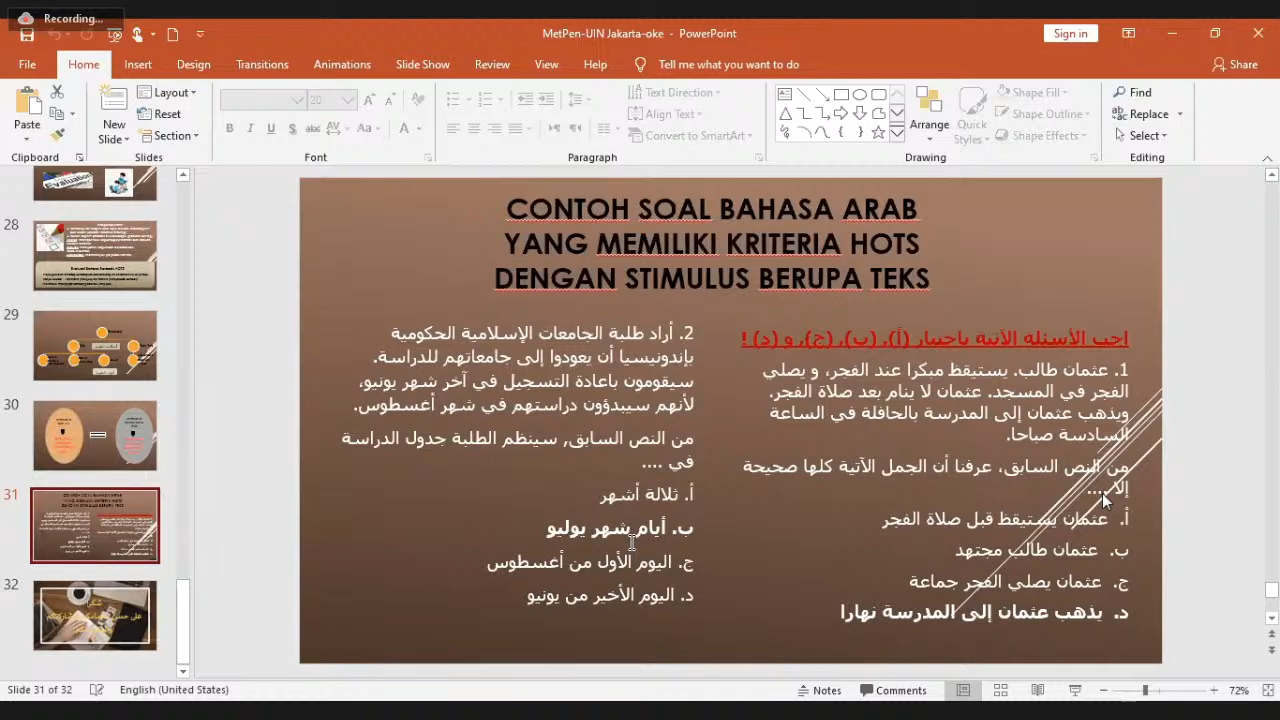 Recording...
MetPen-UIN Jakarta-oke - PowerPoint
Sign in
File Home Insert Design Transitions Animations Slide Show Review View Help Tell me what you want to do Share
Paste
Clipboard
New Slide
Layout
Reset
Section
Slides
20
Font
Text Direction
Align Text
Convert to SmartArt
Paragraph
Arrange
Quick Styles
Shape Fill
Shape Outline
Shape Effects
Drawing
Find
Replace
Select
Editing
28
29
30
31
32
CONTOH SOAL BAHASA ARAB
YANG MEMILIKI KRITERIA HOTS
DENGAN STIMULUS BERUPA TEKS
اجب الأسئلة الآتية باختيار (أ)، (ب)، (ج)، و (د) !
1. عثمان طالب. يستيقظ مبكرا عند الفجر، و يصلي
الفجر في المسجد. عثمان لا ينام بعد صلاة الفجر.
ويذهب عثمان إلى المدرسة بالحافلة في الساعة
السادسة صباحا.
من النص السابق، عرفنا أن الجمل الآتية كلها صحيحة
إلا ....
أ. عثمان يستيقظ قبل صلاة الفجر
ب. عثمان طالب مجتهد
ج. عثمان يصلي الفجر جماعة
د. يذهب عثمان إلى المدرسة نهارا
2. أراد طلبة الجامعات الإسلامية الحكومية
بإندونيسيا أن يعودوا إلى جامعاتهم للدراسة.
سيقومون باعادة التسجيل في آخر شهر يونيو،
لأنهم سيبدؤون دراستهم في شهر أغسطوس.
من النص السابق, سينظم الطلبة جدول الدراسة
في ....
أ. ثلالة أشهر
ب. أيام شهر يوليو
ج. اليوم الأول من أغسطوس
د. اليوم الأخير من يونيو
Slide 31 of 32 English (United States) Notes Comments 72%